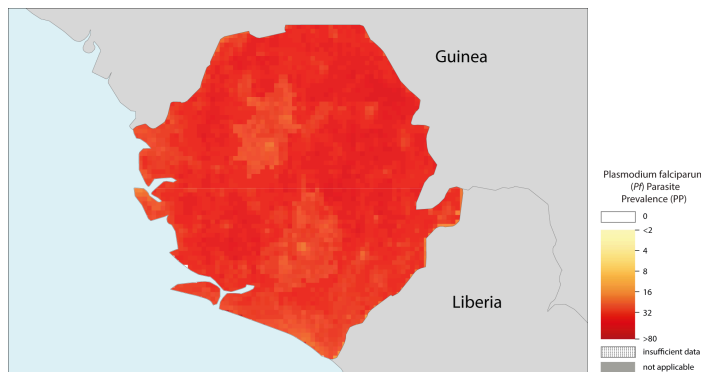 Guinea
Liberia
Plasmodium falciparun
(Pf) Parasite
Prevalence (PP)
0
<2
4
8
16
32
>80
insufficient data
not applicable